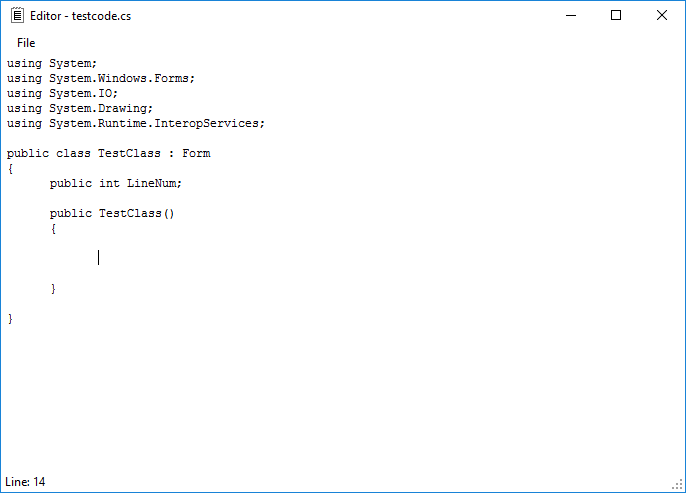 Editor - testcode.cs
File
using System;
using System.Windows.Forms;
using System.IO;
using System.Drawing;
using System.Runtime.InteropServices;
public class TestClass : Form
{
public int LineNum;
public TestClass()
{
}
}
Line: 14